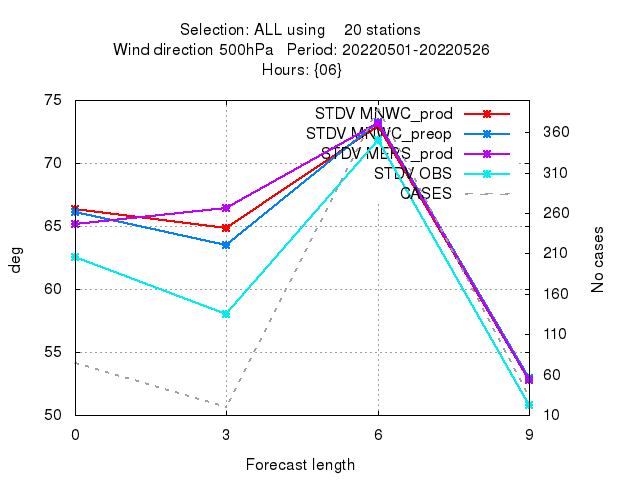 Selection: ALL using 20 stations
Wind direction 500hPa Period: 20220501-20220526
Hours: {06}
STDV MNWC_prod
STDV MNWC_preop
STDV MEPS_prod
STDV OBS
CASES
75
70
65
60
55
50
deg
360
310
260
210
160
110
60
10
No cases
0 3 6 9
Forecast length